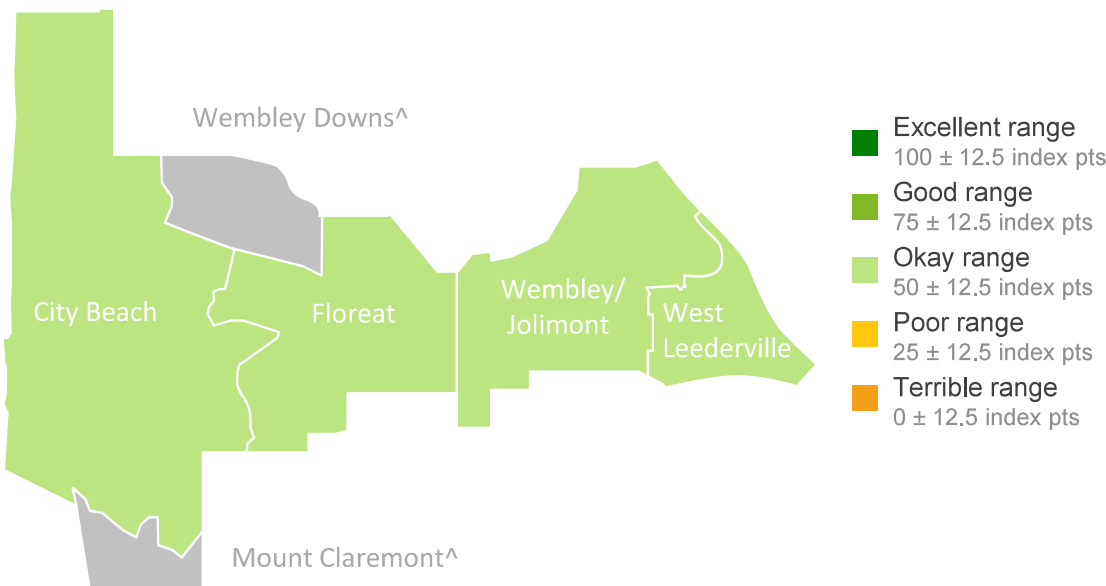 Wembley Downs^
City Beach
Floreat
Wembley/
Jolimont
West
Leederville
Mount Claremont^
Excellent range
100 ± 12.5 index pts
Good range
75 ± 12.5 index pts
Okay range
50 ± 12.5 index pts
Poor range
25 ± 12.5 index pts
Terrible range
0 ± 12.5 index pts